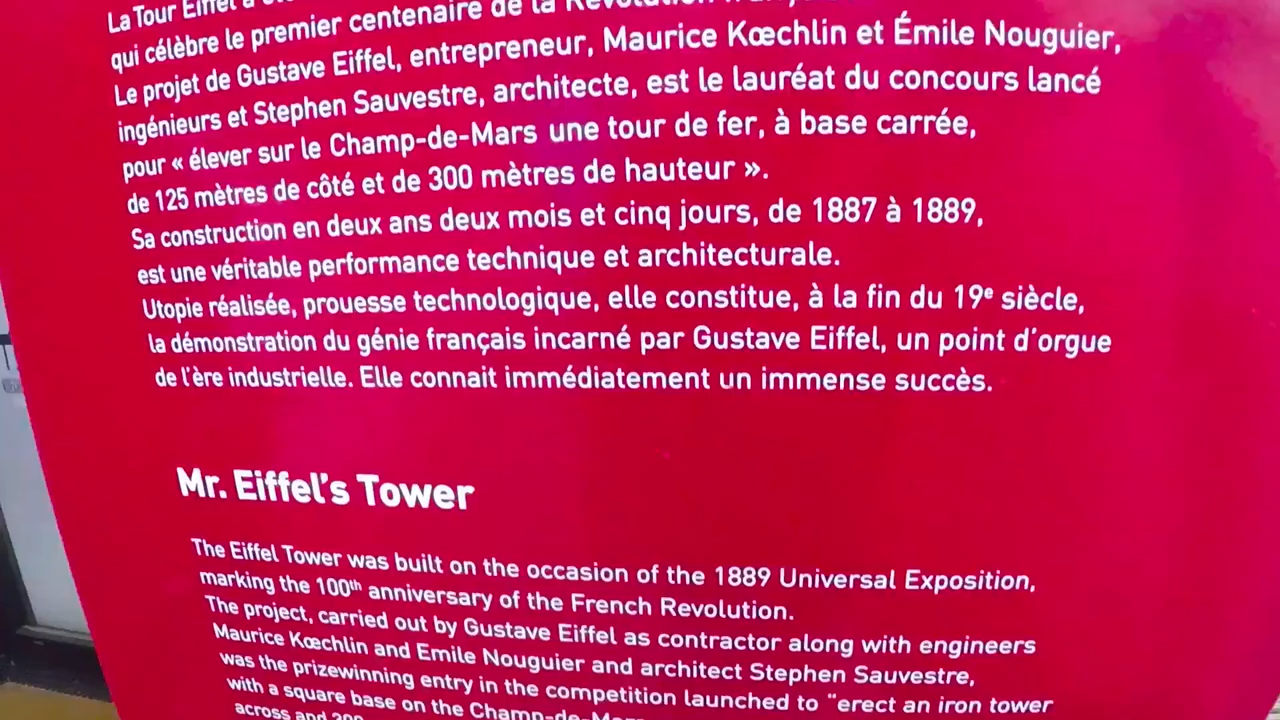 La Tour Eiffel a
qui célèbre le premier centenaire de la Révolution
Le projet de Gustave Eiffel, entrepreneur, Maurice Kœchlin et Émile Nouguier,
ingénieurs et Stephen Sauvestre, architecte, est le lauréat du concours lancé
pour « élever sur le Champ-de-Mars une tour de fer, à base carrée,
de 125 mètres de côté et de 300 mètres de hauteur ».
Sa construction en deux ans deux mois et cinq jours, de 1887 à 1889,
est une véritable performance technique et architecturale.
Utopie réalisée, prouesse technologique, elle constitue, à la fin du 19e siècle,
la démonstration du génie français incarné par Gustave Eiffel, un point d'orgue
de l'ère industrielle. Elle connait immédiatement un immense succès.
Mr. Eiffel's Tower
The Eiffel Tower was built on the occasion of the 1889 Universal Exposition,
marking the 100th anniversary of the French Revolution.
The project, carried out by Gustave Eiffel as contractor along with engineers
Maurice Kœchlin and Emile Nouguier and architect Stephen Sauvestre,
was the prizewinning entry in the competition launched to "erect an iron tower
with a square base on the Champ-de-Mars
across and